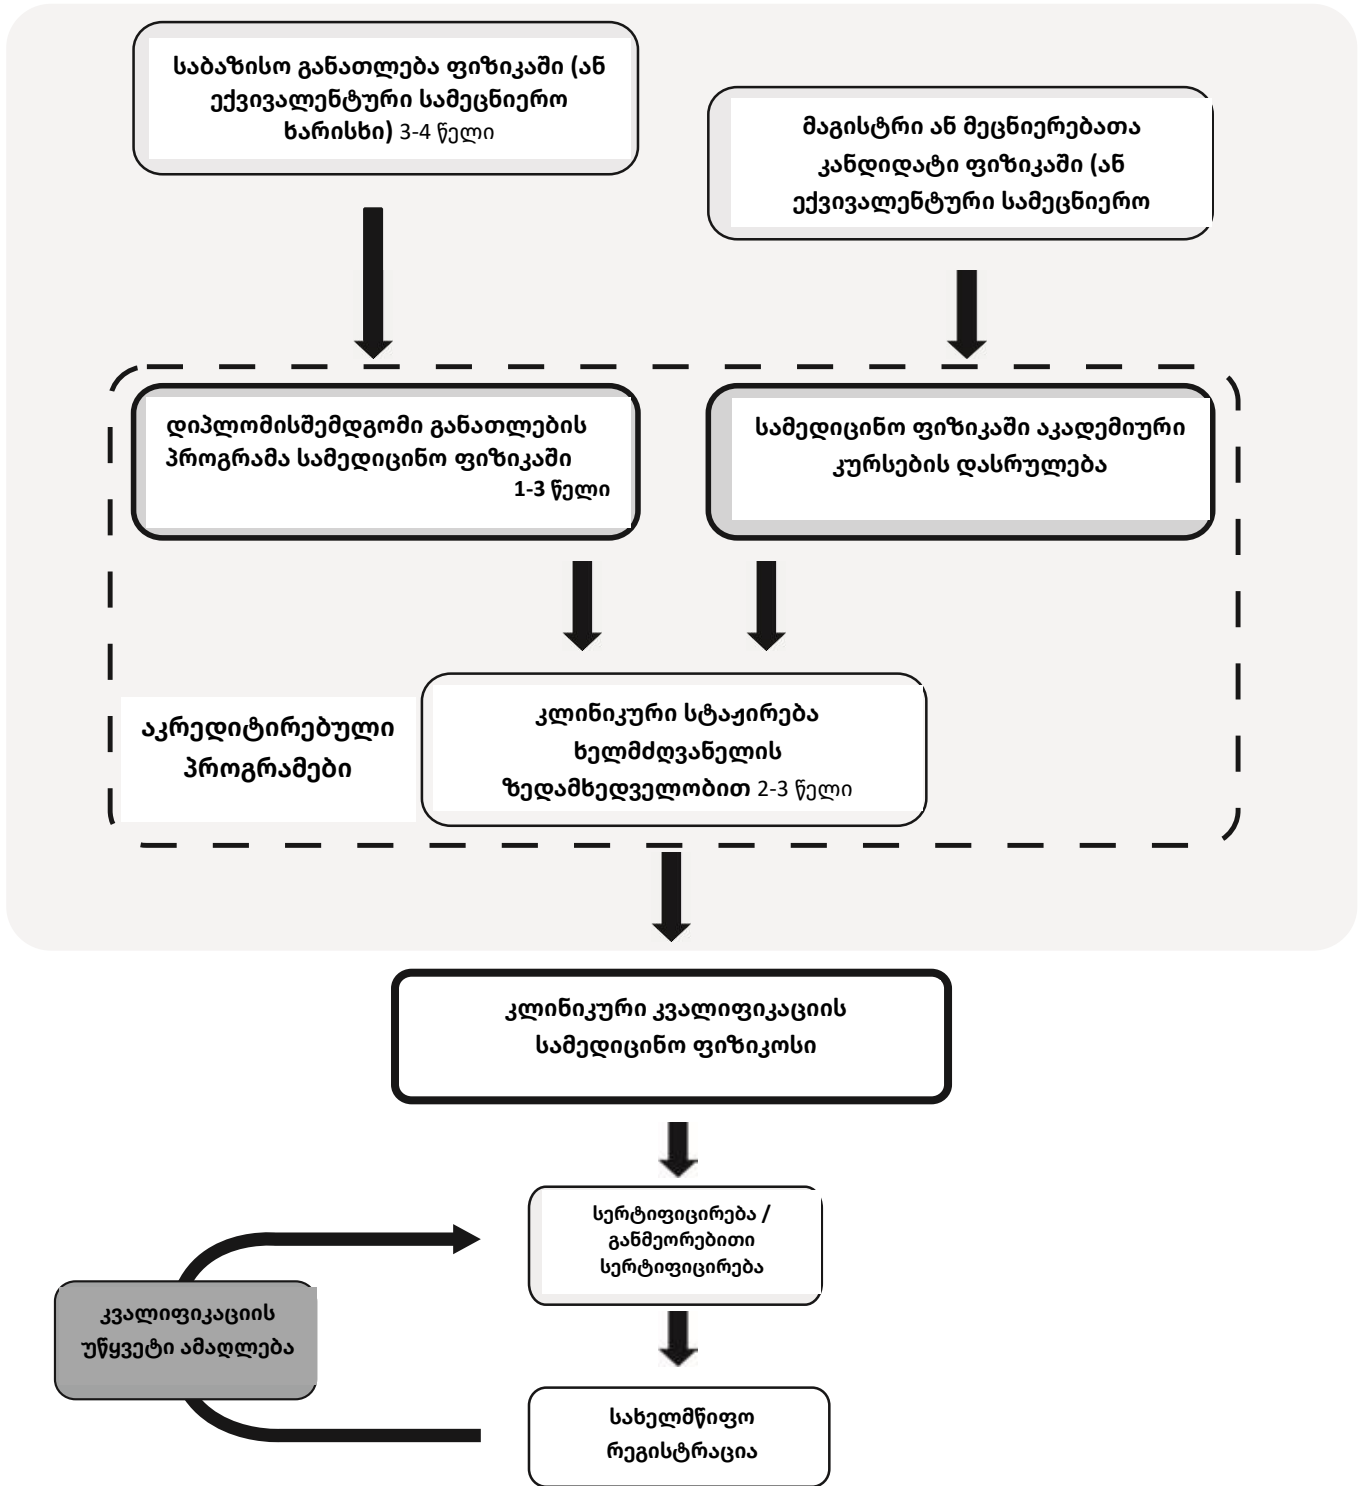 საბაზისო განათლება ფიზიკაში (ან
ექვივალენტური სამეცნიერო
ხარისხი) 3-4 წელი
მაგისტრი ან მეცნიერებათა
კანდიდატი ფიზიკაში (ან
ექვივალენტური სამეცნიერო
დიპლომისშემდგომი განათლების
პროგრამა სამედიცინო ფიზიკაში
1-3 წელი
სამედიცინო ფიზიკაში აკადემიური
კურსების დასრულება
აკრედიტირებული
პროგრამები
კლინიკური სტაჟირება
ხელმძღვანელის
ზედამხედველობით 2-3 წელი
კლინიკური კვალიფიკაციის
სამედიცინო ფიზიკოსი
სერტიფიცირება /
განმეორებითი
სერტიფიცირება
კვალიფიკაციის
უწყვეტი ამაღლება
სახელმწიფო
რეგისტრაცია